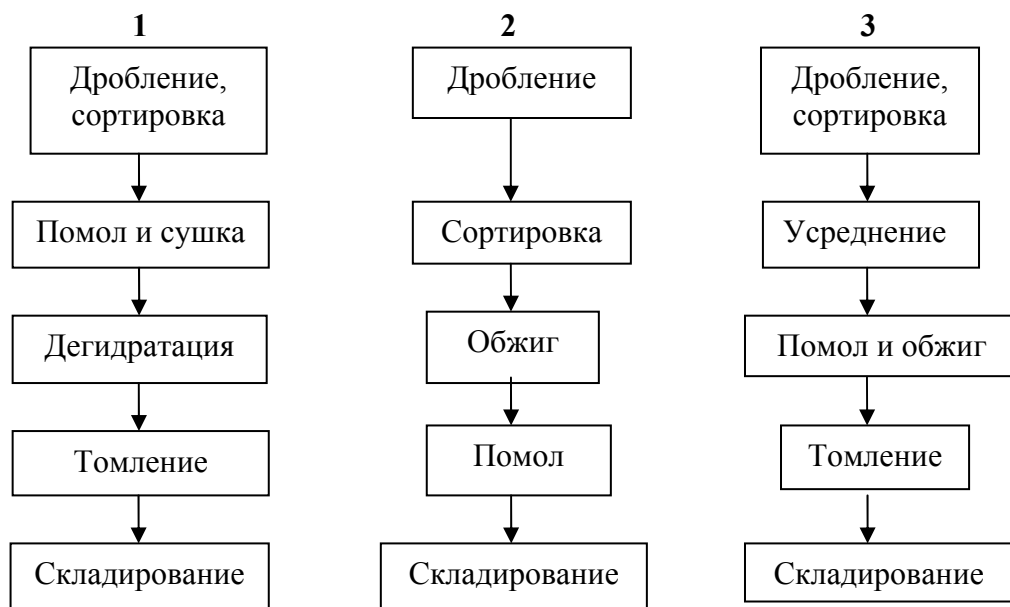 1
Дробление,
сортировка
Помол и сушка
Дегидратация
Томление
Складирование
2
Дробление
Сортировка
Обжиг
Помол
Складирование
3
Дробление,
сортировка
Усреднение
Помол и обжиг
Томление
Складирование